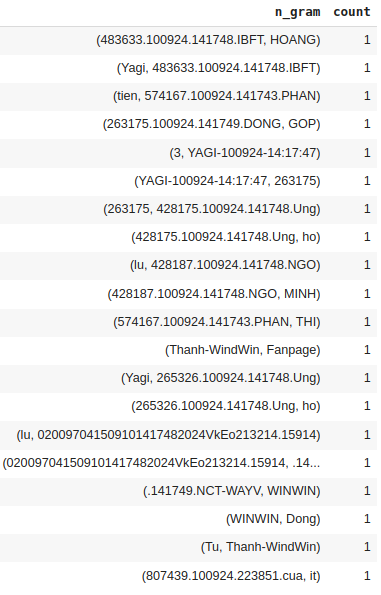 n_gram count
(483633.100924.141748.IBFT, HOANG) 1
(Yagi, 483633.100924.141748.IBFT) 1
(tien, 574167.100924.141743.PHAN) 1
(263175.100924.141749.DONG, GOP) 1
(3, YAGI-100924-14:17:47) 1
(YAGI-100924-14:17:47, 263175) 1
(263175, 428175.100924.141748.Ung) 1
(428175.100924.141748.Ung, ho) 1
(lu, 428187.100924.141748.NGO) 1
(428187.100924.141748.NGO, MINH) 1
(574167.100924.141743.PHAN, THI) 1
(Thanh-WindWin, Fanpage) 1
(Yagi, 265326.100924.141748.Ung) 1
(265326.100924.141748.Ung, ho) 1
(lu, 020097041509101417482024VkEo213214.15914) 1
(020097041509101417482024VkEo213214.15914, .14... 1
(.141749.NCT-WAYV, WINWIN) 1
(WINWIN, Dong) 1
(Tu, Thanh-WindWin) 1
(807439.100924.223851.cua, it) 1